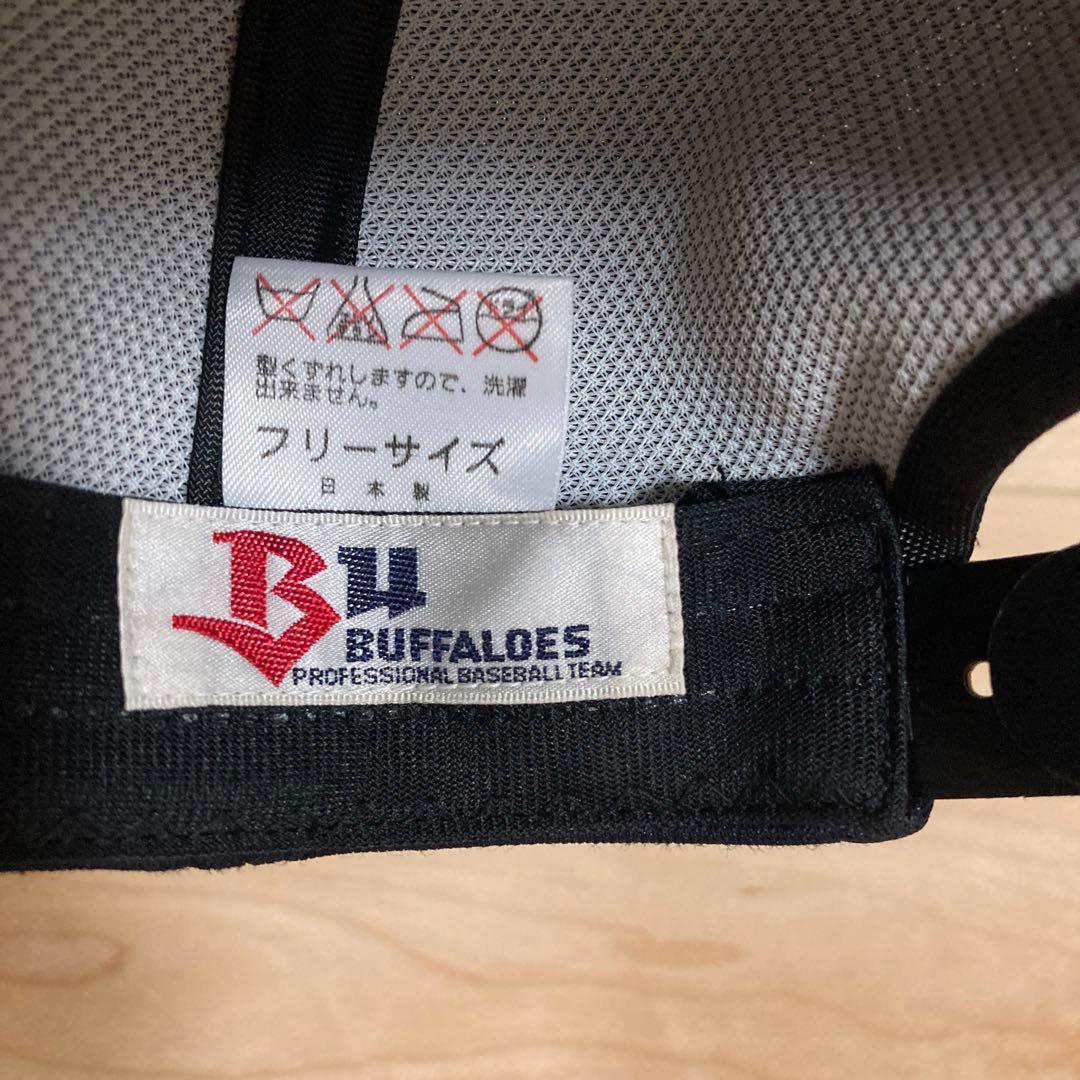 型くずれしますので、洗濯
出来ません。
フリーサイズ
日本製
Bu
BUFFALOES
PROFESSIONAL BASEBALL TEAM